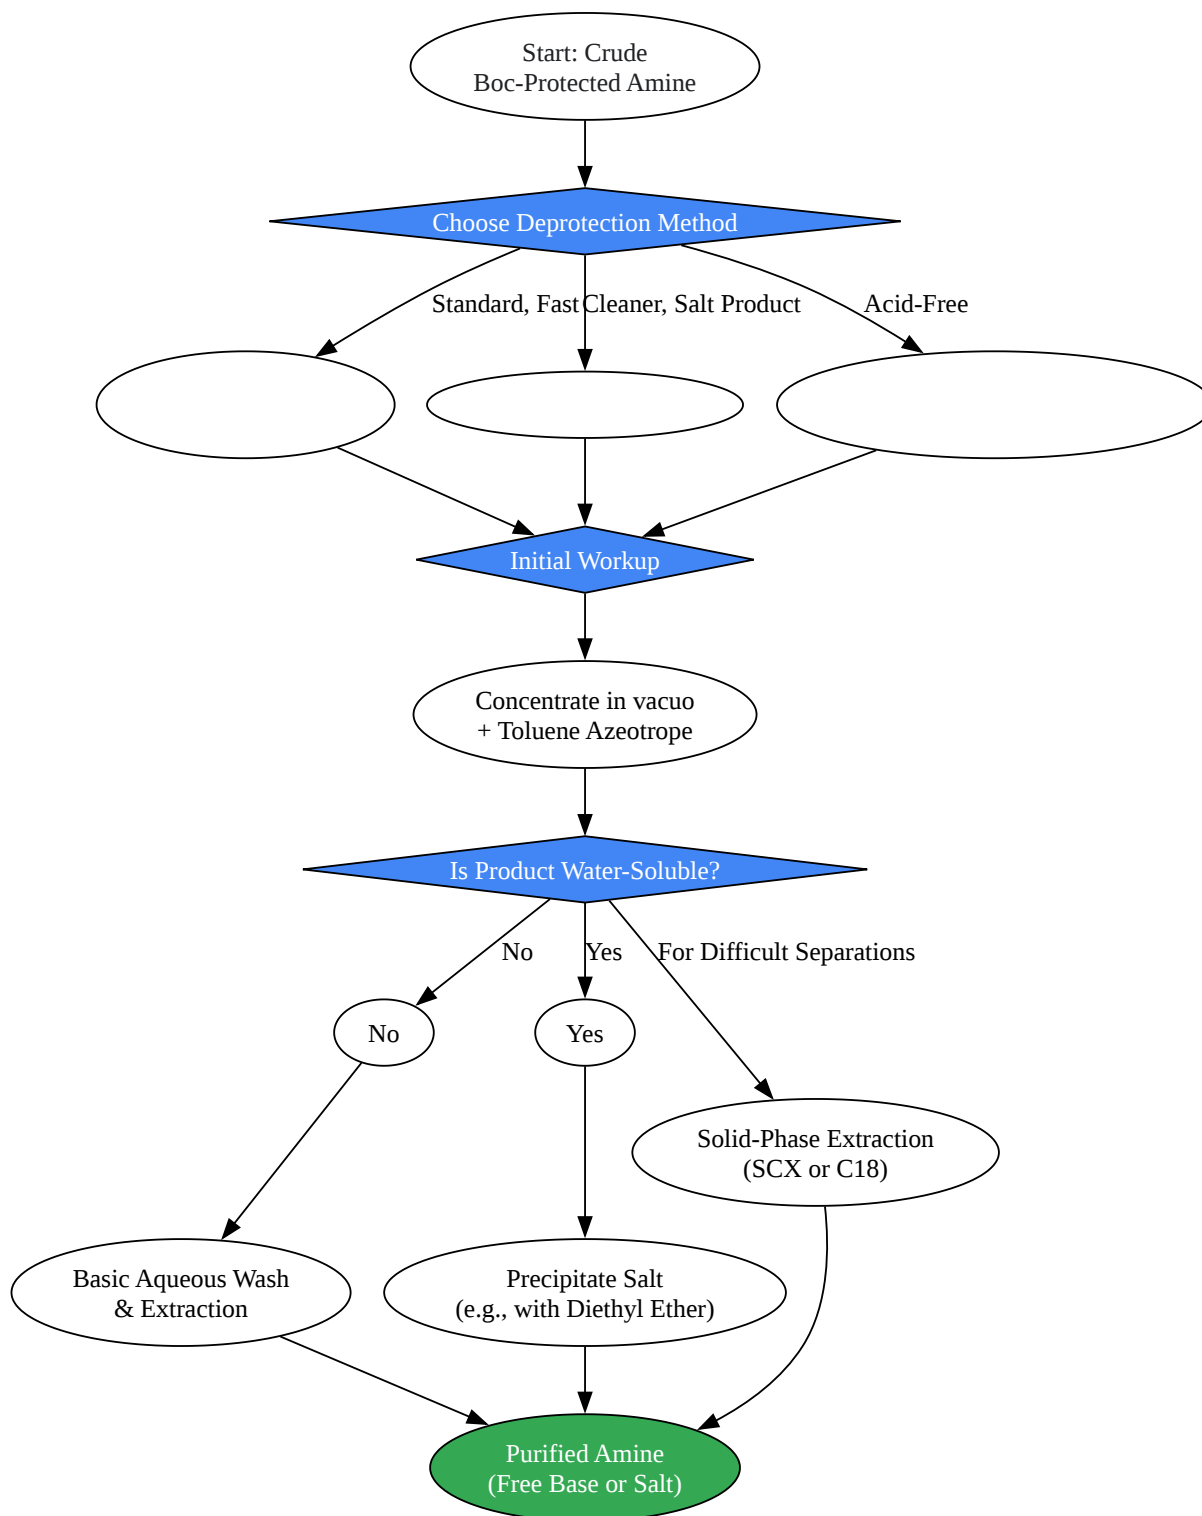 Start: Crude
Boc-Protected Amine
Choose Deprotection Method
Standard, Fast
Cleaner, Salt Product
Acid-Free
Initial Workup
Concentrate in vacuo
+ Toluene Azeotrope
Is Product Water-Soluble?
No
Yes
For Difficult Separations
No
Yes
Solid-Phase Extraction
(SCX or C18)
Basic Aqueous Wash
& Extraction
Precipitate Salt
(e.g., with Diethyl Ether)
Purified Amine
(Free Base or Salt)